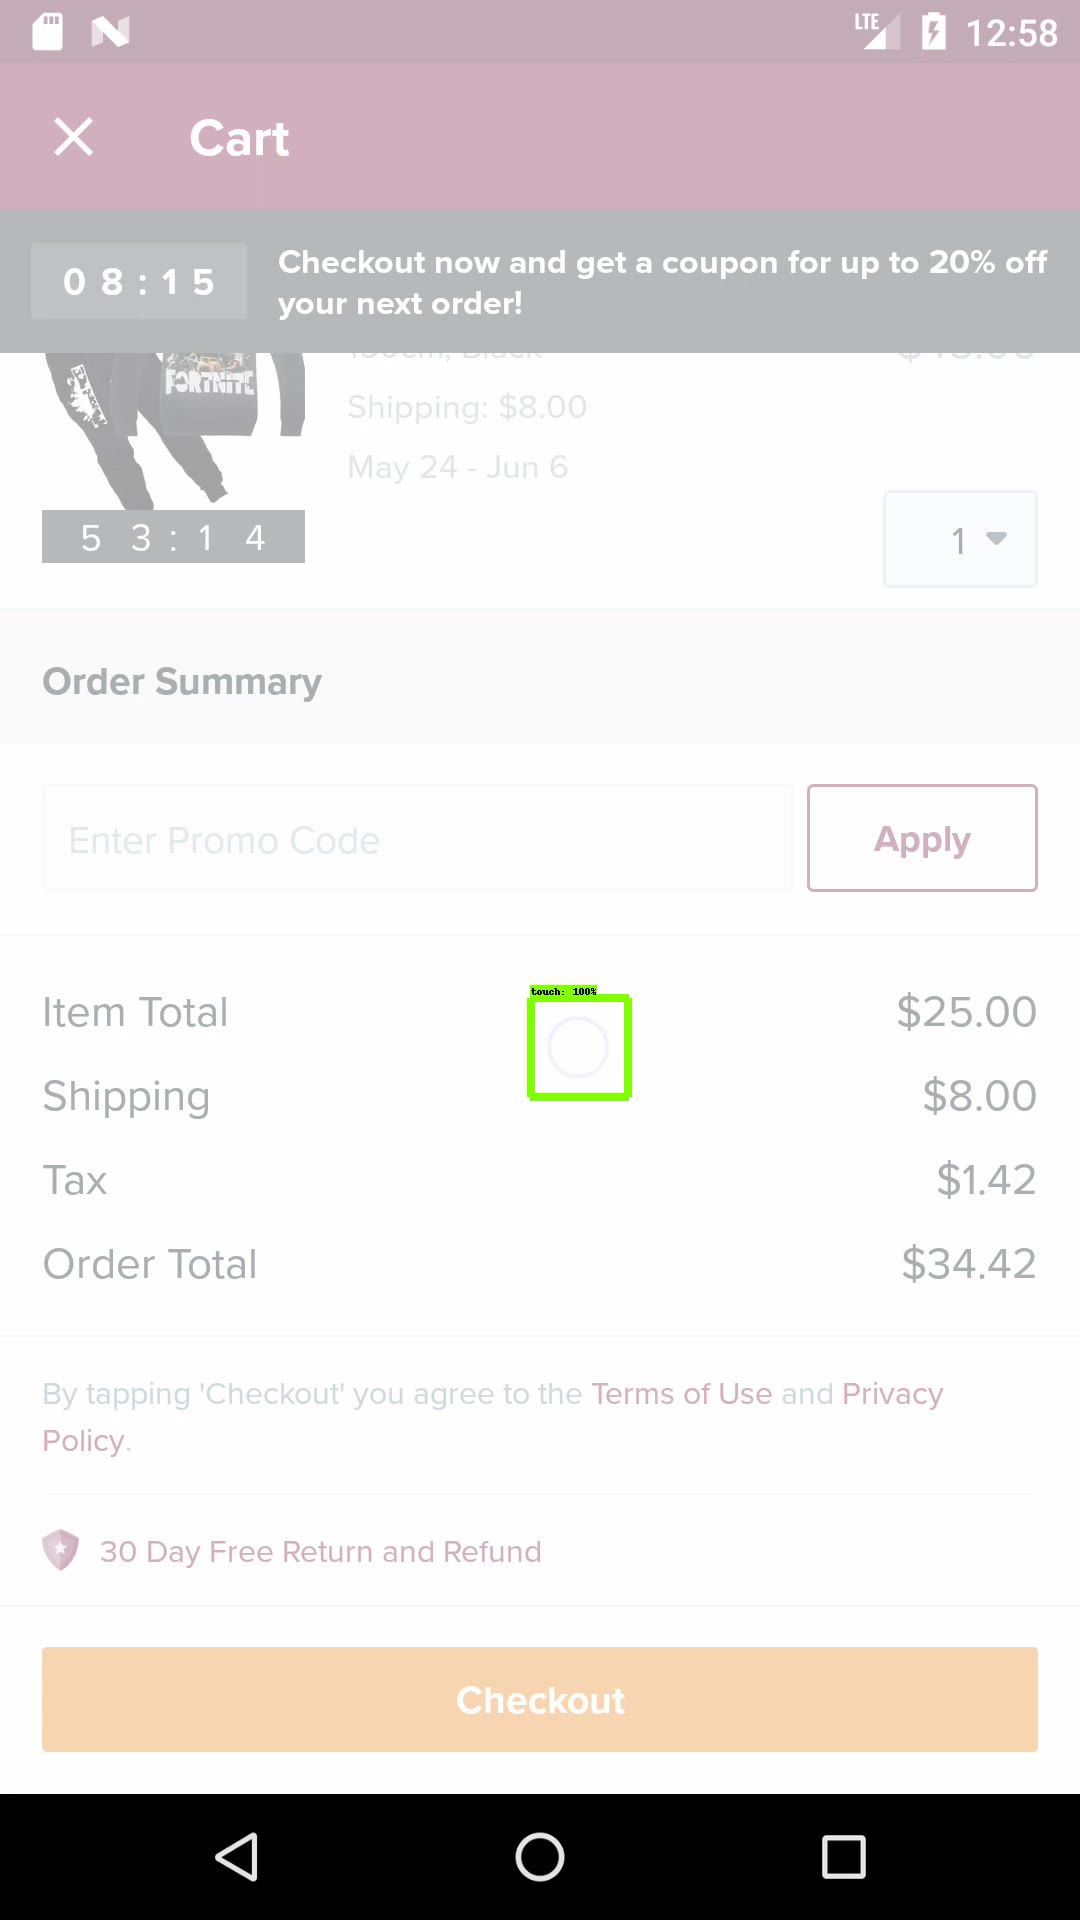 LTE 12:58
Cart
08:15
Checkout now and get a coupon for up to 20% off
your next order!
Black
FORTNITE
Shipping: $8.00
May 24 - Jun 6
53:14
1
Order Summary
Enter Promo Code
Apply
touch: 100%
Item Total $25.00
Shipping $8.00
Tax $1.42
Order Total $34.42
By tapping 'Checkout' you agree to the Terms of Use and Privacy
Policy.
30 Day Free Return and Refund
Checkout